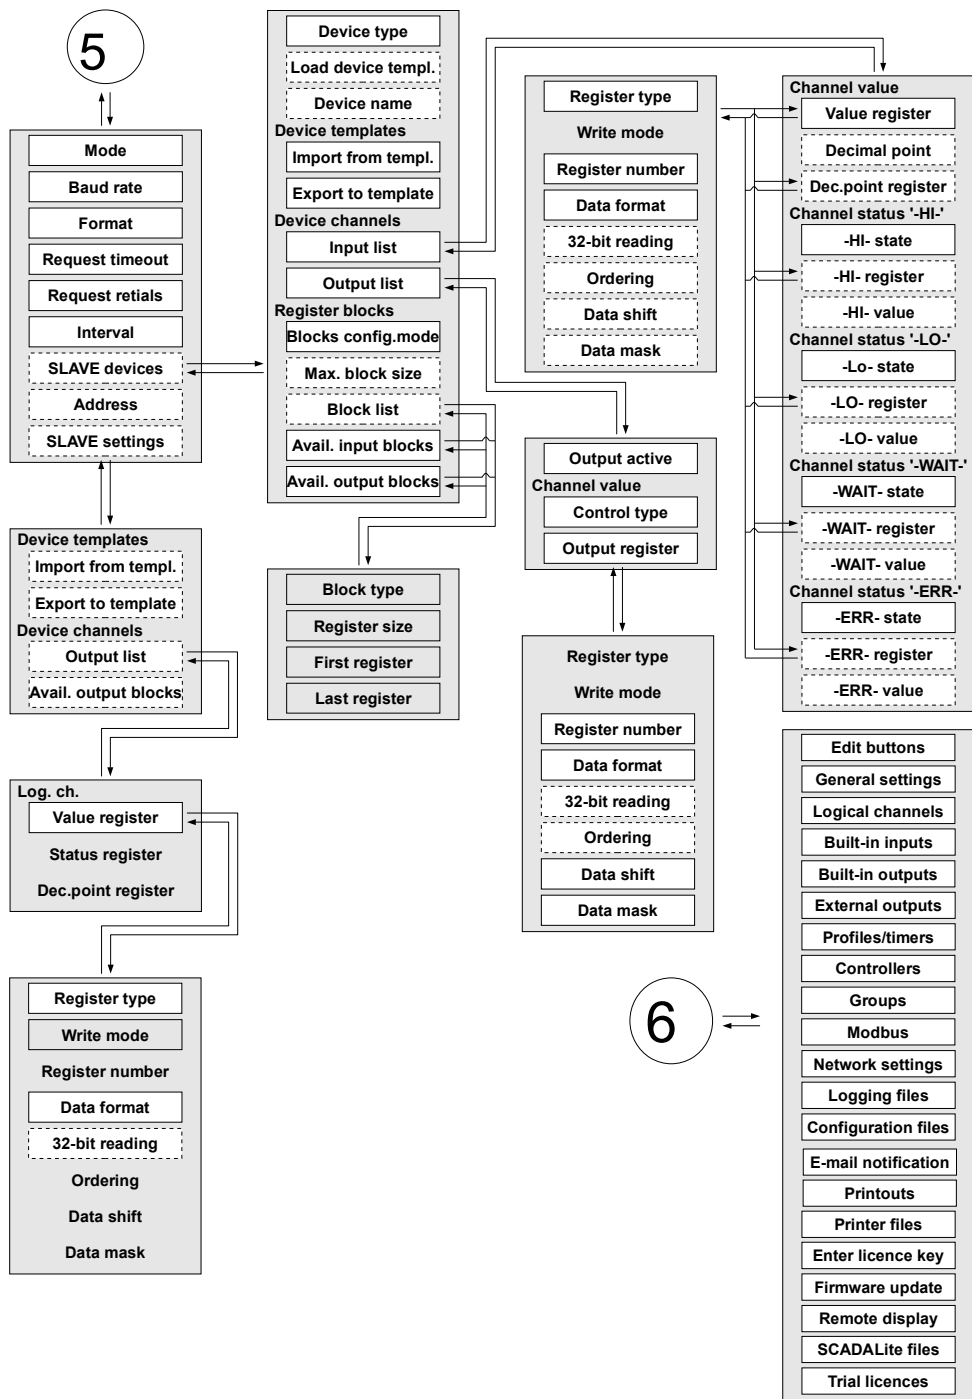 5
Mode
Baud rate
Format
Request timeout
Request retials
Interval
SLAVE devices
Address
SLAVE settings
Device templates
Import from templ.
Export to template
Device channels
Output list
Avail. output blocks
Log. ch.
Value register
Status register
Dec.point register
Register type
Write mode
Register number
Data format
32-bit reading
Ordering
Data shift
Data mask
Device type
Load device templ.
Device name
Device templates
Import from templ.
Export to template
Device channels
Input list
Output list
Register blocks
Blocks config.mode
Max. block size
Block list
Avail. input blocks
Avail. output blocks
Block type
Register size
First register
Last register
Register type
Write mode
Register number
Data format
32-bit reading
Ordering
Data shift
Data mask
Output active
Channel value
Control type
Output register
Register type
Write mode
Register number
Data format
32-bit reading
Ordering
Data shift
Data mask
Channel value
Value register
Decimal point
Dec.point register
Channel status '-HI-'
-HI- state
-HI- register
-HI- value
Channel status '-LO-'
-Lo- state
-LO- register
-LO- value
Channel status '-WAIT-'
-WAIT- state
-WAIT- register
-WAIT- value
Channel status '-ERR-'
-ERR- state
-ERR- register
-ERR- value
6
Edit buttons
General settings
Logical channels
Built-in inputs
Built-in outputs
External outputs
Profiles/timers
Controllers
Groups
Modbus
Network settings
Logging files
Configuration files
E-mail notification
Printouts
Printer files
Enter licence key
Firmware update
Remote display
SCADALite files
Trial licences